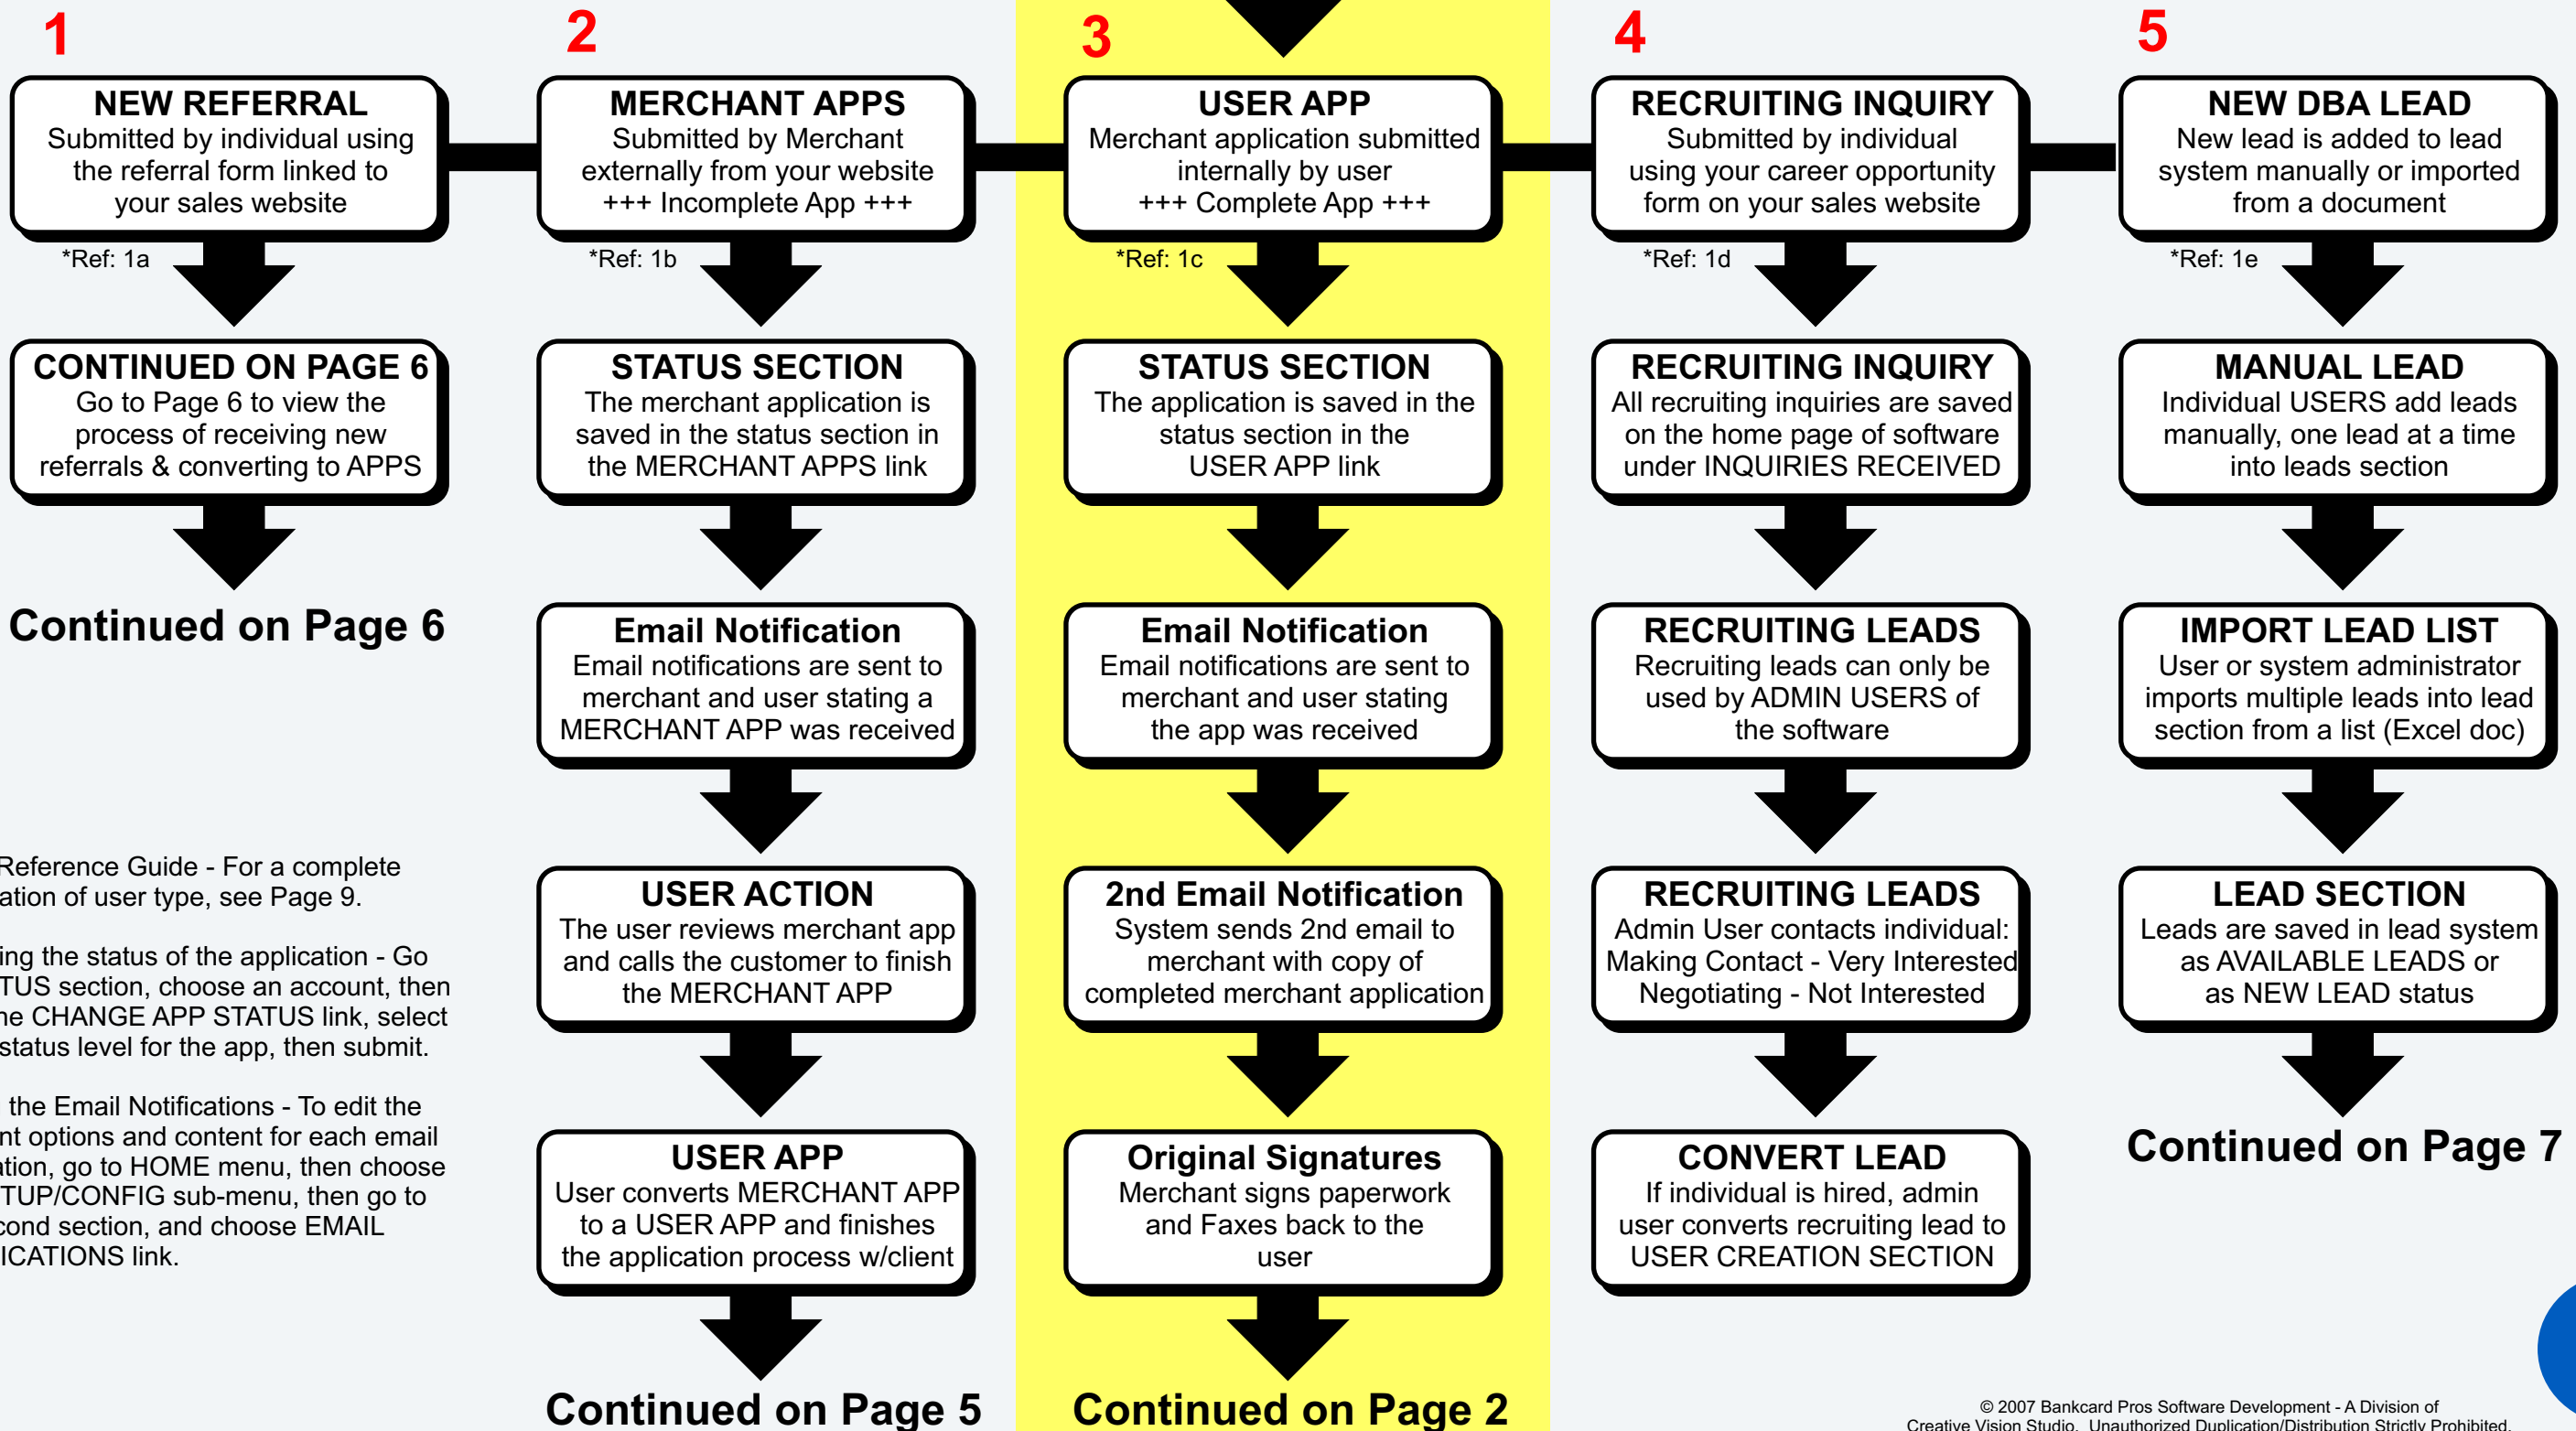 1
NEW REFERRAL
Submitted by individual using
the referral form linked to
your sales website
*Ref: 1a
CONTINUED ON PAGE 6
Go to Page 6 to view the
process of receiving new
referrals & converting to APPS
Continued on Page 6
Reference Guide - For a complete
ation of user type, see Page 9.
ing the status of the application - Go
TUS section, choose an account, then
he CHANGE APP STATUS link, select
status level for the app, then submit.
the Email Notifications - To edit the
nt options and content for each email
ation, go to HOME menu, then choose
TUP/CONFIG sub-menu, then go to
cond section, and choose EMAIL
ICATIONS link.
2
MERCHANT APPS
Submitted by Merchant
externally from your website
+++ Incomplete App +++
*Ref: 1b
STATUS SECTION
The merchant application is
saved in the status section in
the MERCHANT APPS link
Email Notification
Email notifications are sent to
merchant and user stating a
MERCHANT APP was received
USER ACTION
The user reviews merchant app
and calls the customer to finish
the MERCHANT APP
USER APP
User converts MERCHANT APP
to a USER APP and finishes
the application process w/client
Continued on Page 5
3
USER APP
Merchant application submitted
internally by user
+++ Complete App +++
*Ref: 1c
STATUS SECTION
The application is saved in the
status section in the
USER APP link
Email Notification
Email notifications are sent to
merchant and user stating
the app was received
2nd Email Notification
System sends 2nd email to
merchant with copy of
completed merchant application
Original Signatures
Merchant signs paperwork
and Faxes back to the
user
Continued on Page 2
4
RECRUITING INQUIRY
Submitted by individual
using your career opportunity
form on your sales website
*Ref: 1d
RECRUITING INQUIRY
All recruiting inquiries are saved
on the home page of software
under INQUIRIES RECEIVED
RECRUITING LEADS
Recruiting leads can only be
used by ADMIN USERS of
the software
RECRUITING LEADS
Admin User contacts individual:
Making Contact - Very Interested
Negotiating - Not Interested
CONVERT LEAD
If individual is hired, admin
user converts recruiting lead to
USER CREATION SECTION
5
NEW DBA LEAD
New lead is added to lead
system manually or imported
from a document
*Ref: 1e
MANUAL LEAD
Individual USERS add leads
manually, one lead at a time
into leads section
IMPORT LEAD LIST
User or system administrator
imports multiple leads into lead
section from a list (Excel doc)
LEAD SECTION
Leads are saved in lead system
as AVAILABLE LEADS or
as NEW LEAD status
Continued on Page 7
© 2007 Bankcard Pros Software Development - A Division of
Creative Vision Studio. Unauthorized Duplication/Distribution Strictly Prohibited.